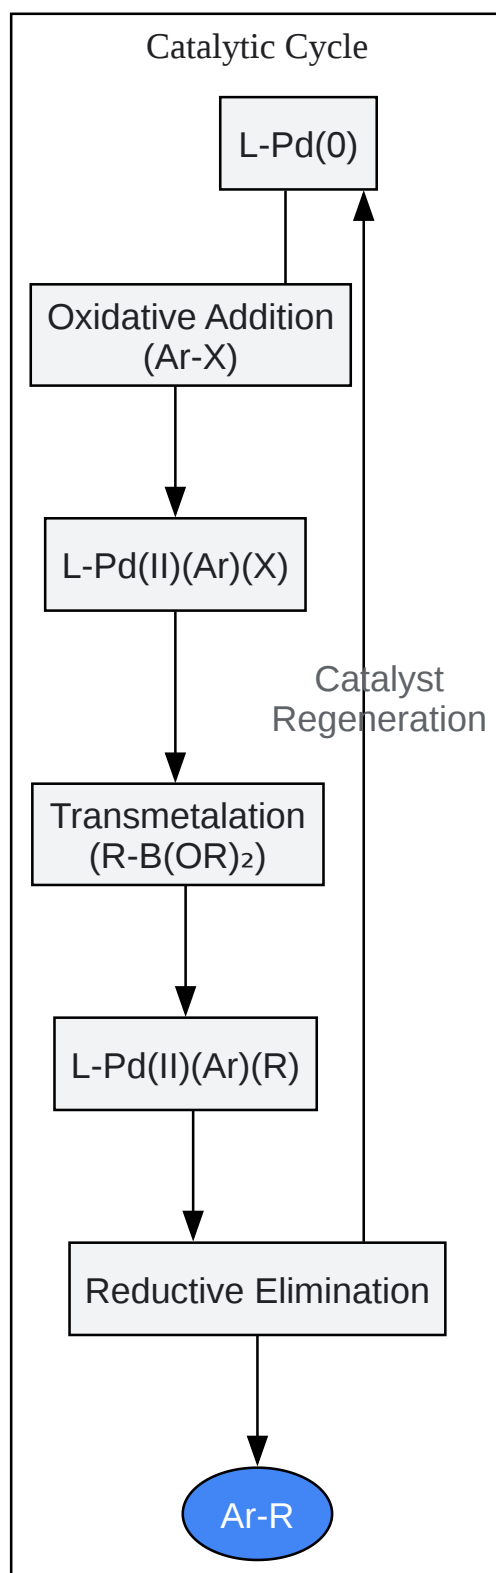 Catalytic Cycle
L-Pd(0)
Oxidative Addition
(Ar-X)
L-Pd(II)(Ar)(X)
Catalyst
Regeneration
Transmetalation
(R-B(OR)₂)
L-Pd(II)(Ar)(R)
Reductive Elimination
Ar-R